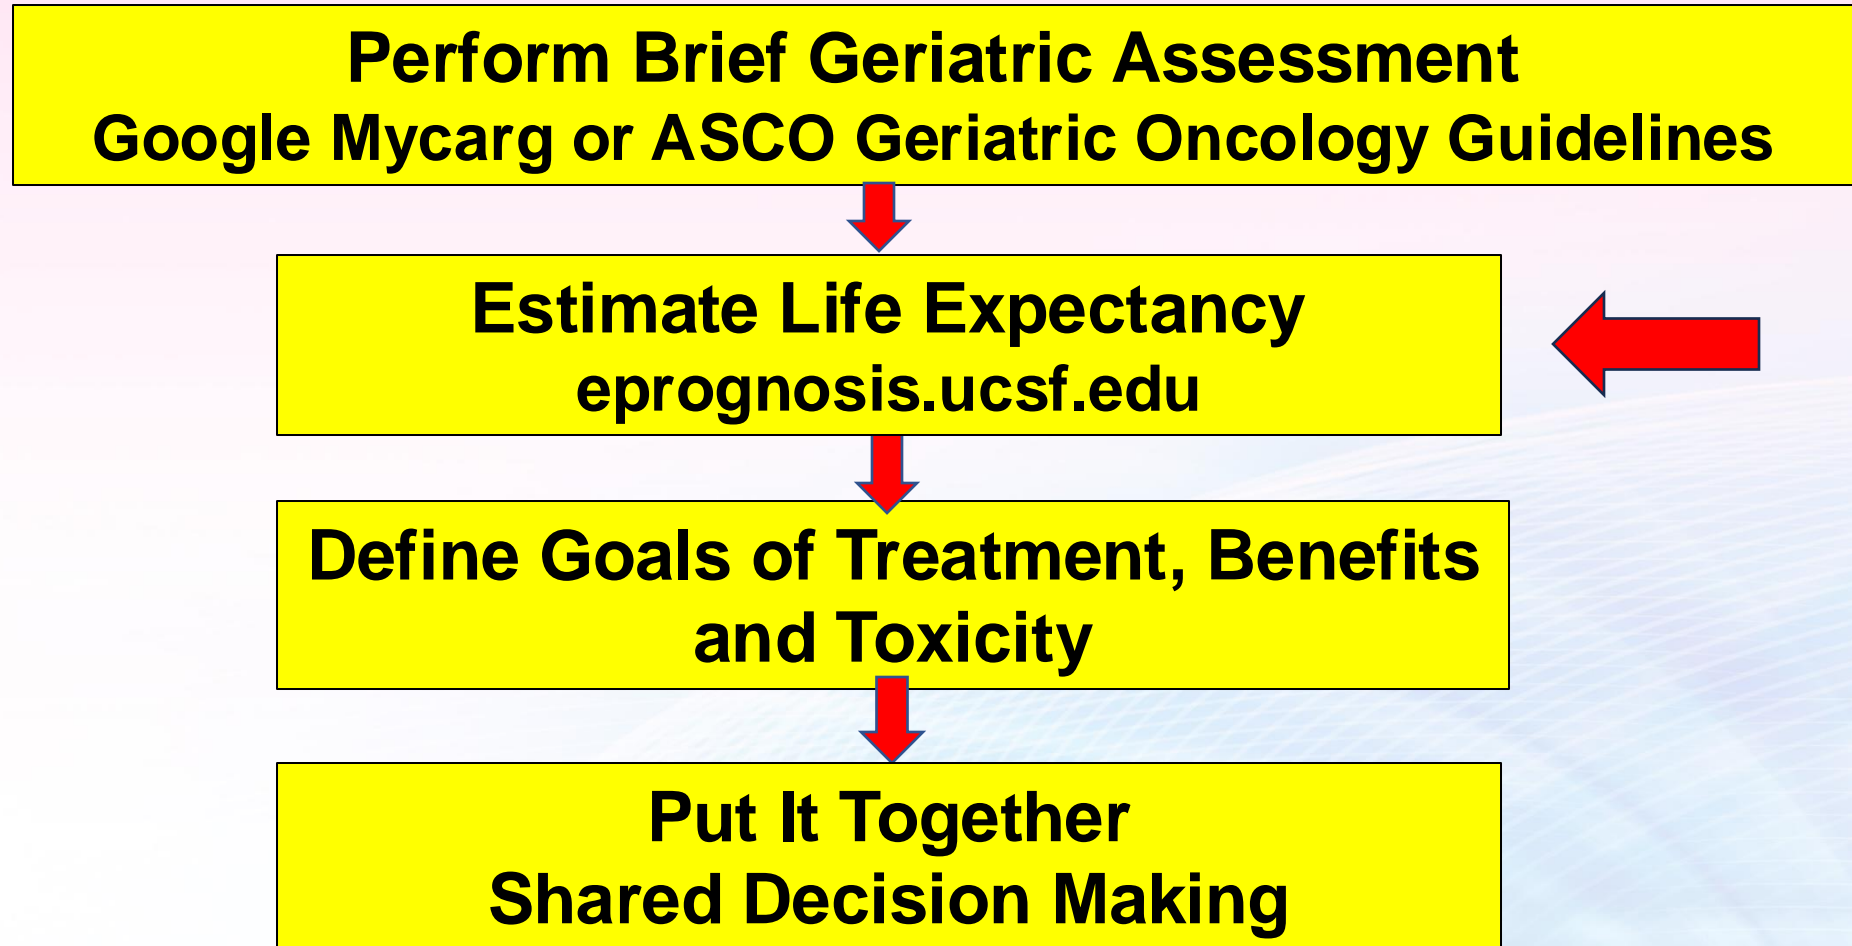 Perform Brief Geriatric Assessment
Google Mycarg or ASCO Geriatric Oncology Guidelines
Estimate Life Expectancy
eprognosis.ucsf.edu
Define Goals of Treatment, Benefits
and Toxicity
Put It Together
Shared Decision Making